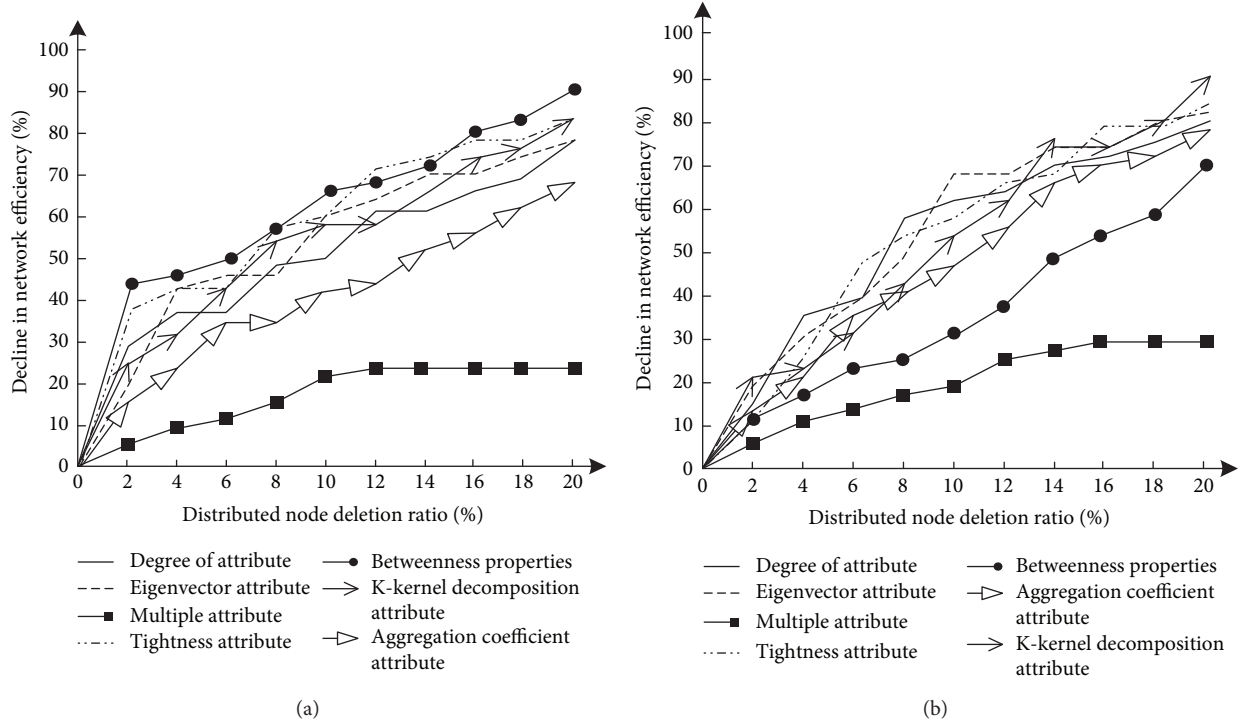 Decline in network efficiency (%)
100
90
80
70
60
50
40
30
20
10
0
0 2 4 6 8 10 12 14 16 18 20
Distributed node deletion ratio (%)
Degree of attribute
Eigenvector attribute
Multiple attribute
Tightness attribute
Betweenness properties
K-kernel decomposition
attribute
Aggregation coefficient
attribute
(a)
Decline in network efficiency (%)
100
90
80
70
60
50
40
30
20
10
0
0 2 4 6 8 10 12 14 16 18 20
Distributed node deletion ratio (%)
Degree of attribute
Eigenvector attribute
Multiple attribute
Tightness attribute
Betweenness properties
Aggregation coefficient
attribute
K-kernel decomposition
attribute
(b)